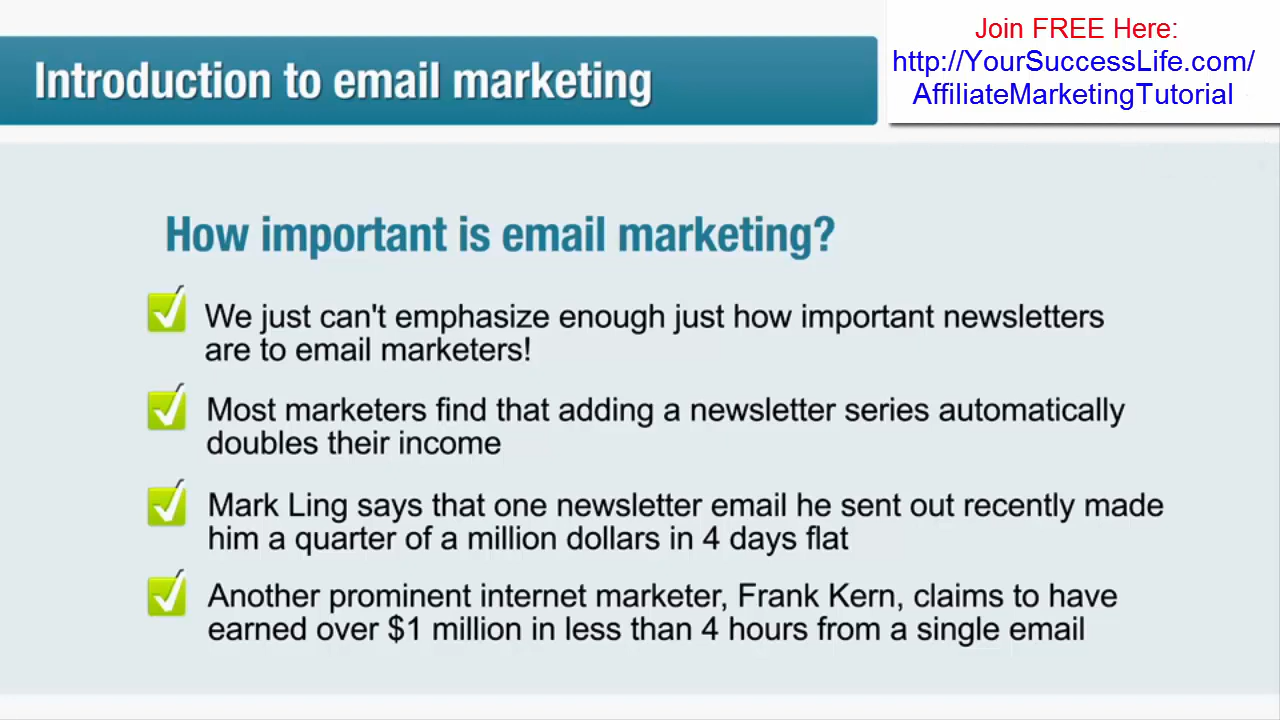 Introduction to email marketing
Join FREE Here:
http://YourSuccessLife.com/
AffiliateMarketingTutorial
How important is email marketing?
We just can't emphasize enough just how important newsletters
are to email marketers!
Most marketers find that adding a newsletter series automatically
doubles their income
Mark Ling says that one newsletter email he sent out recently made
him a quarter of a million dollars in 4 days flat
Another prominent internet marketer, Frank Kern, claims to have
earned over $1 million in less than 4 hours from a single email